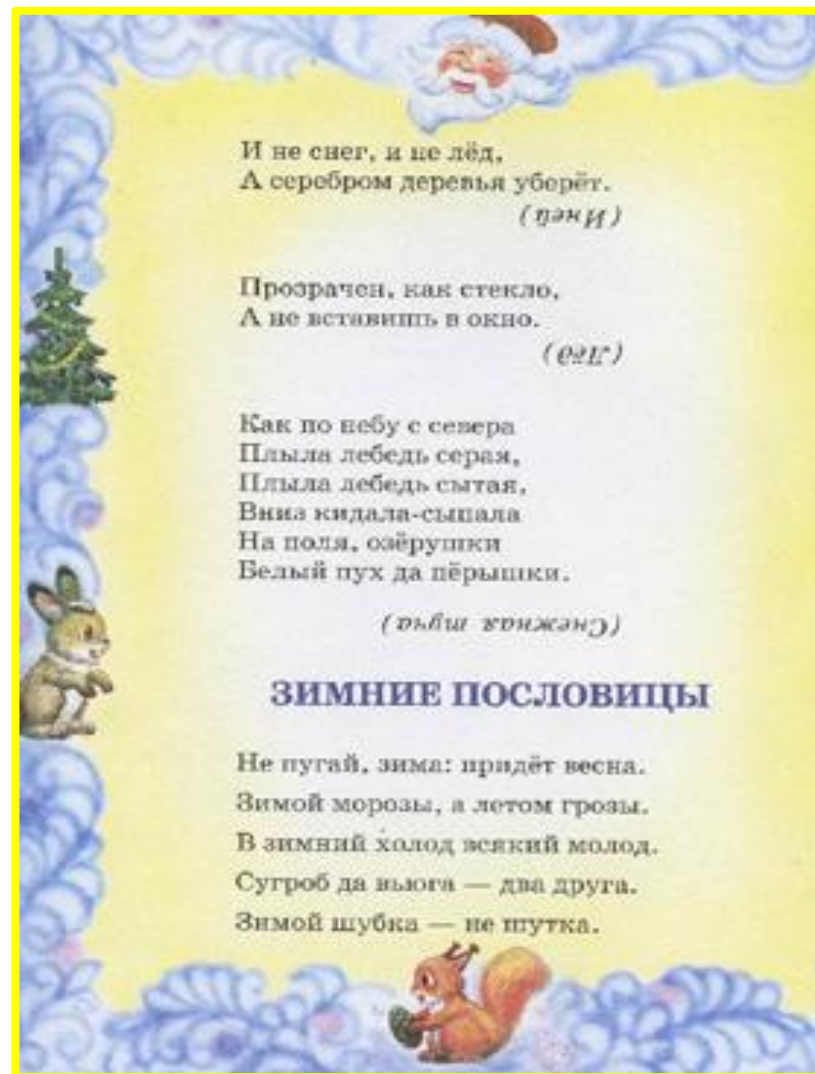 И не снег, и не лёд,
А серебром деревья уберёт.
(Иней)
Прозрачен, как стекло,
А не вставишь в окно.
(Лёд)
Как по небу с севера
Плыла лебедь серая,
Плыла лебедь сытая,
Вниз кидала-сыпала
На поля, озёрушки
Белый пух да пёрышки.
(Снежная туча)
ЗИМНИЕ ПОСЛОВИЦЫ
Не пугай, зима: придёт весна.
Зимой морозы, а летом грозы.
В зимний холод всякий молод.
Сугроб да вьюга — два друга.
Зимой шубка — не шутка.